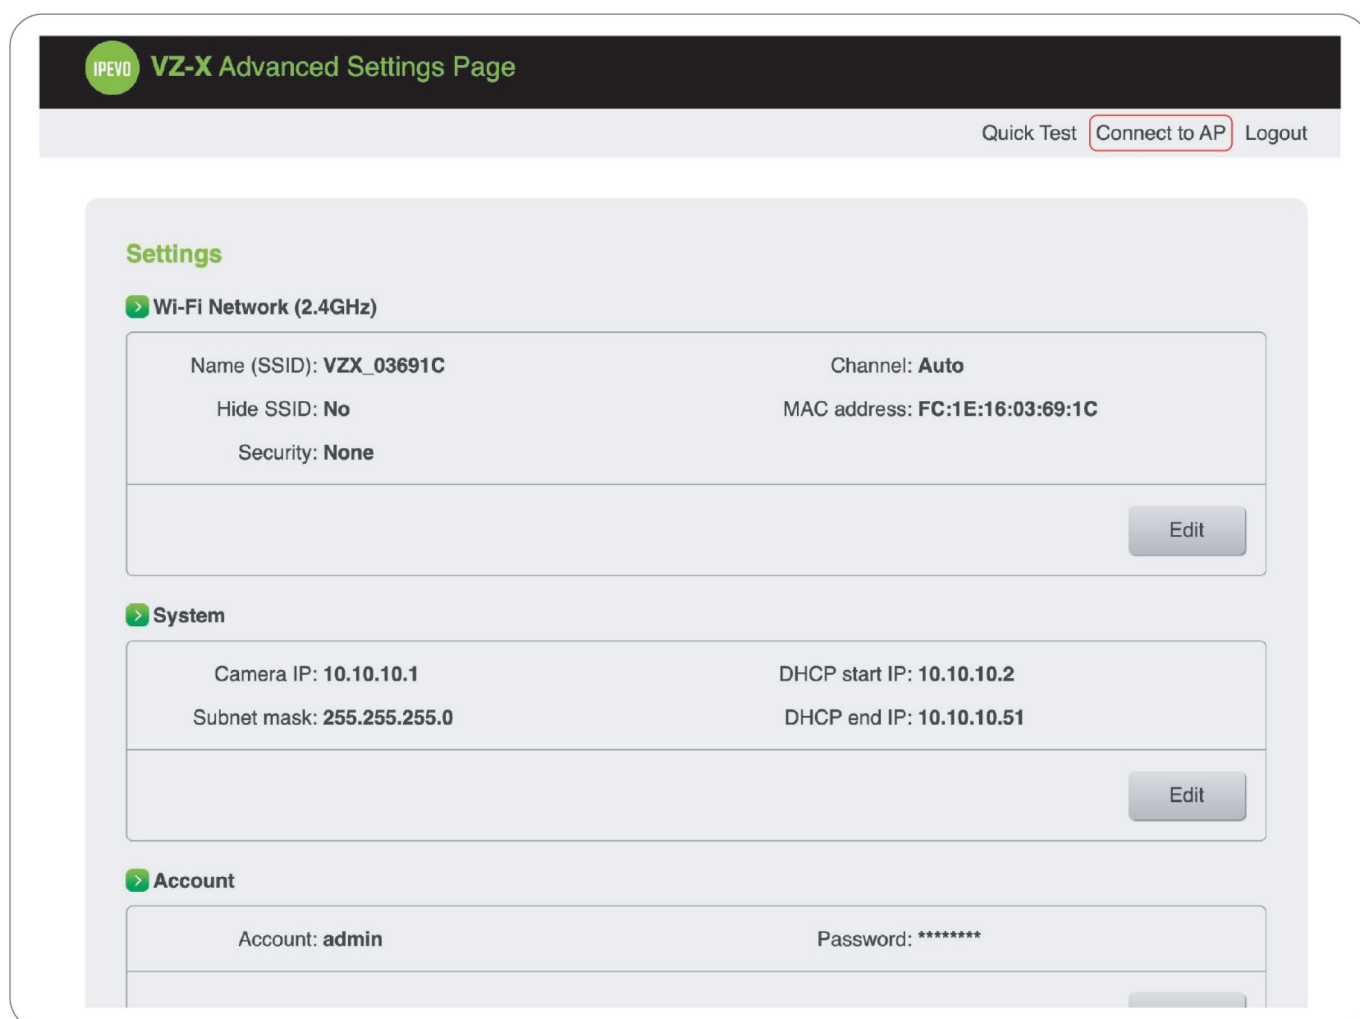 IPEVO VZ-X Advanced Settings Page
Quick Test Connect to AP Logout
Settings
Wi-Fi Network (2.4GHz)
Name (SSID): VZX_03691C Channel: Auto
Hide SSID: No MAC address: FC:1E:16:03:69:1C
Security: None
Edit
System
Camera IP: 10.10.10.1 DHCP start IP: 10.10.10.2
Subnet mask: 255.255.255.0 DHCP end IP: 10.10.10.51
Edit
Account
Account: admin Password: ********